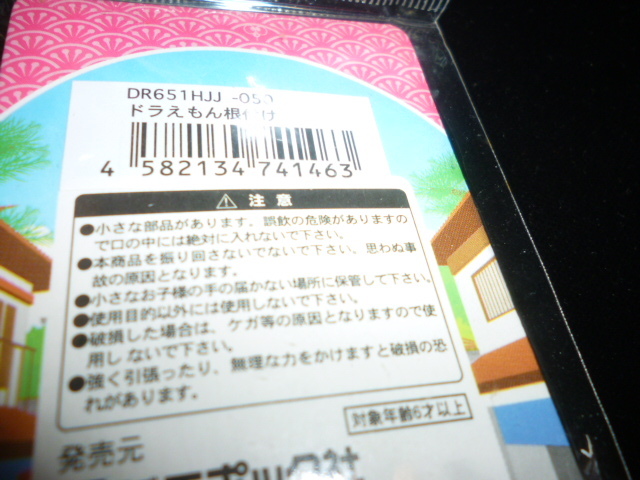 DR651HJJ -050
ドラえもん根付け
4 582134 741463
⚠ 注 意
●小さな部品があります。誤飲の危険がありますの
で口の中には絶対に入れないで下さい。
●本商品を振り回さないでないで下さい。思わぬ事
故の原因となります。
●小さなお子様の手の届かない場所に保管して下さい。
●使用目的以外には使用しないで下さい。
●破損した場合は、ケガ等の原因となりますので使
用し ないで下さい。
●強く引張ったり、無理な力をかけますと破損の恐
れがあります。
対象年齢6才以上
発売元